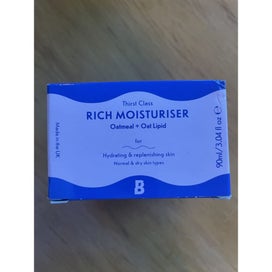 Thirst Class
RICH MOISTURISER
Oatmeal + Oat Lipid
for
Hydrating & replenishing skin
Normal & dry skin types
B
Made in the UK
90ml/3.04 fl oz ℮